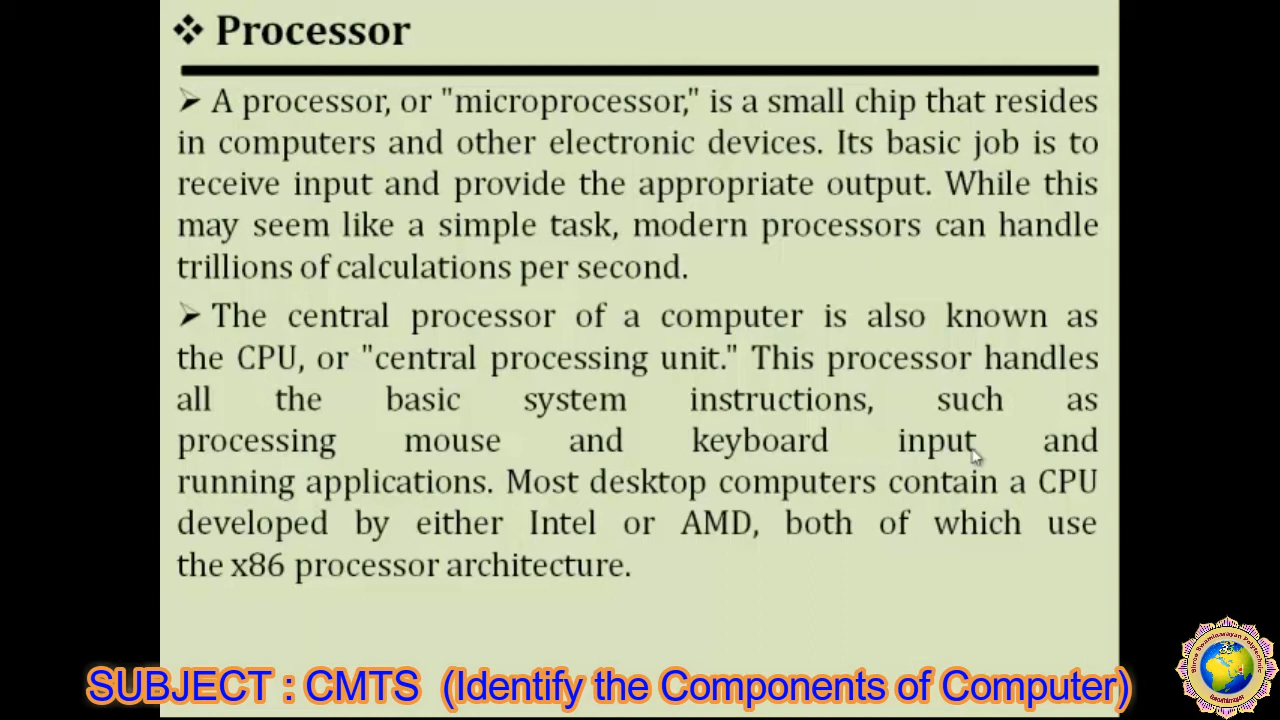 ❖ Processor
➢ A processor, or "microprocessor," is a small chip that resides
in computers and other electronic devices. Its basic job is to
receive input and provide the appropriate output. While this
may seem like a simple task, modern processors can handle
trillions of calculations per second.
➢ The central processor of a computer is also known as
the CPU, or "central processing unit." This processor handles
all the basic system instructions, such as
processing mouse and keyboard input and
running applications. Most desktop computers contain a CPU
developed by either Intel or AMD, both of which use
the x86 processor architecture.
SUBJECT : CMTS (Identify the Components of Computer)